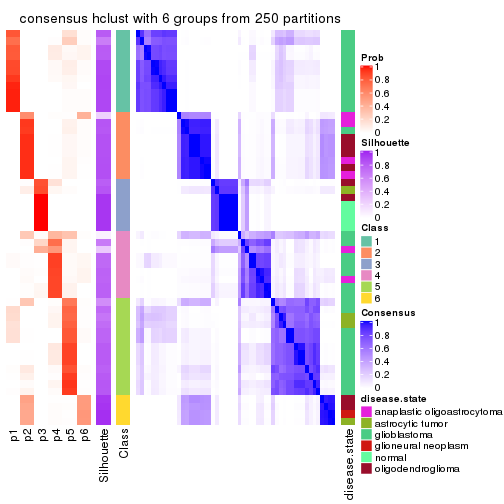 consensus hclust with 6 groups from 250 partitions
Prob
1
0.8
0.6
0.4
0.2
0
Silhouette
1
0.8
0.6
0.4
0.2
0
Class
1
2
3
4
5
6
Consensus
1
0.8
0.6
0.4
0.2
0
disease.state
anaplastic oligoastrocytoma
astrocytic tumor
glioblastoma
glioneural neoplasm
normal
oligodendroglioma
p1
p2
p3
p4
p5
p6
Silhouette
Class
disease.state